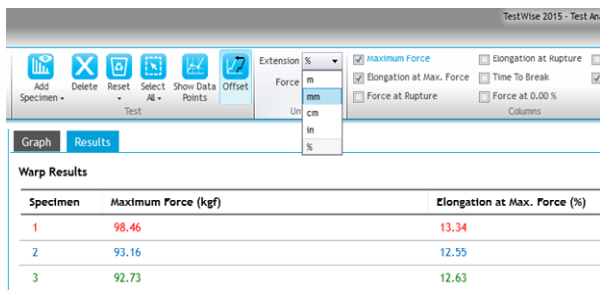 TestWise 2015 - Test Ana
Add Specimen
Delete
Reset
Select All
Show Data Points
Offset
Test
Extension %
Force
m
mm
cm
in
%
Maximum Force
Elongation at Rupture
Elongation at Max. Force
Time To Break
Force at Rupture
Force at 0.00 %
Columns
Graph
Results
Warp Results
Specimen Maximum Force (kgf) Elongation at Max. Force (%)
1 98.46 13.34
2 93.16 12.55
3 92.73 12.63